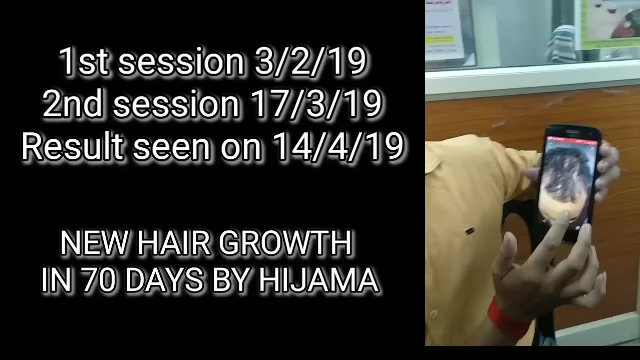 1st session 3/2/19
2nd session 17/3/19
Result seen on 14/4/19
NEW HAIR GROWTH
IN 70 DAYS BY HIJAMA